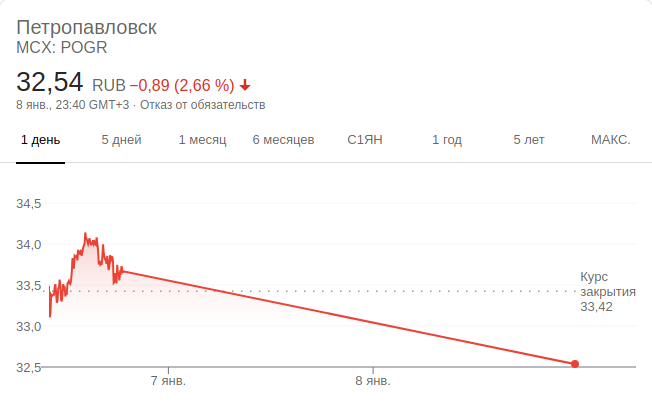 Петропавловск
MCX: POGR
32,54 RUB −0,89 (2,66 %)
8 янв., 23:40 GMT+3 · Отказ от обязательств
1 день 5 дней 1 месяц 6 месяцев С1ЯН 1 год 5 лет МАКС.
34,5
34,0
33,5
33,0
32,5
Курс
закрытия
33,42
7 янв. 8 янв.